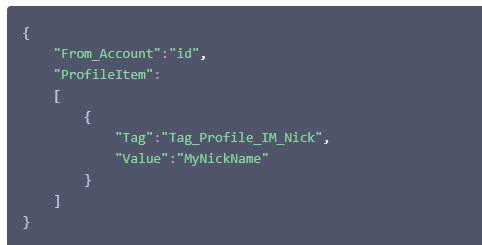 {
    "From_Account":"id",
    "ProfileItem":
    [
        {
            "Tag":"Tag_Profile_IM_Nick",
            "Value":"MyNickName"
        }
    ]
}